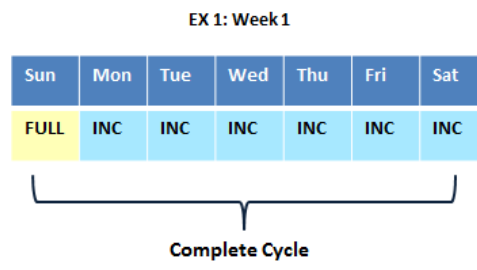 EX 1: Week 1
Sun Mon Tue Wed Thu Fri Sat
FULL INC INC INC INC INC INC
Complete Cycle